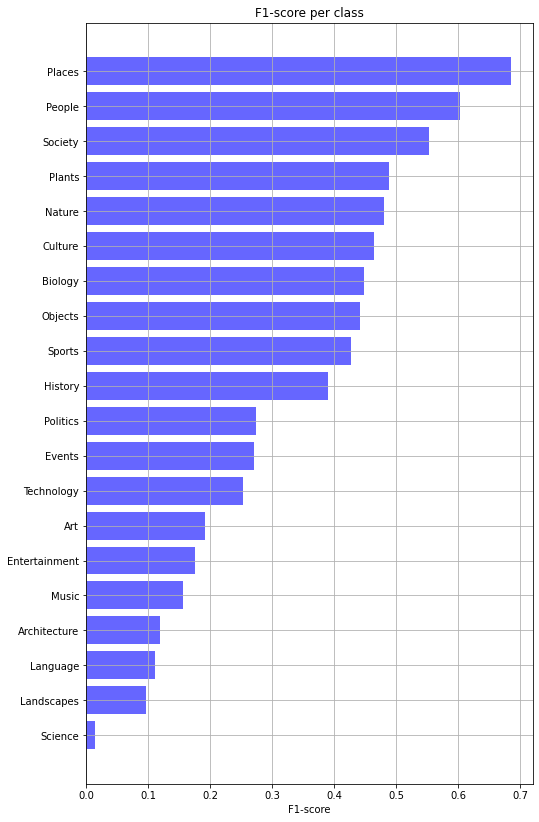 F1-score per class
Places
People
Society
Plants
Nature
Culture
Biology
Objects
Sports
History
Politics
Events
Technology
Art
Entertainment
Music
Architecture
Language
Landscapes
Science
0.0 0.1 0.2 0.3 0.4 0.5 0.6 0.7
F1-score